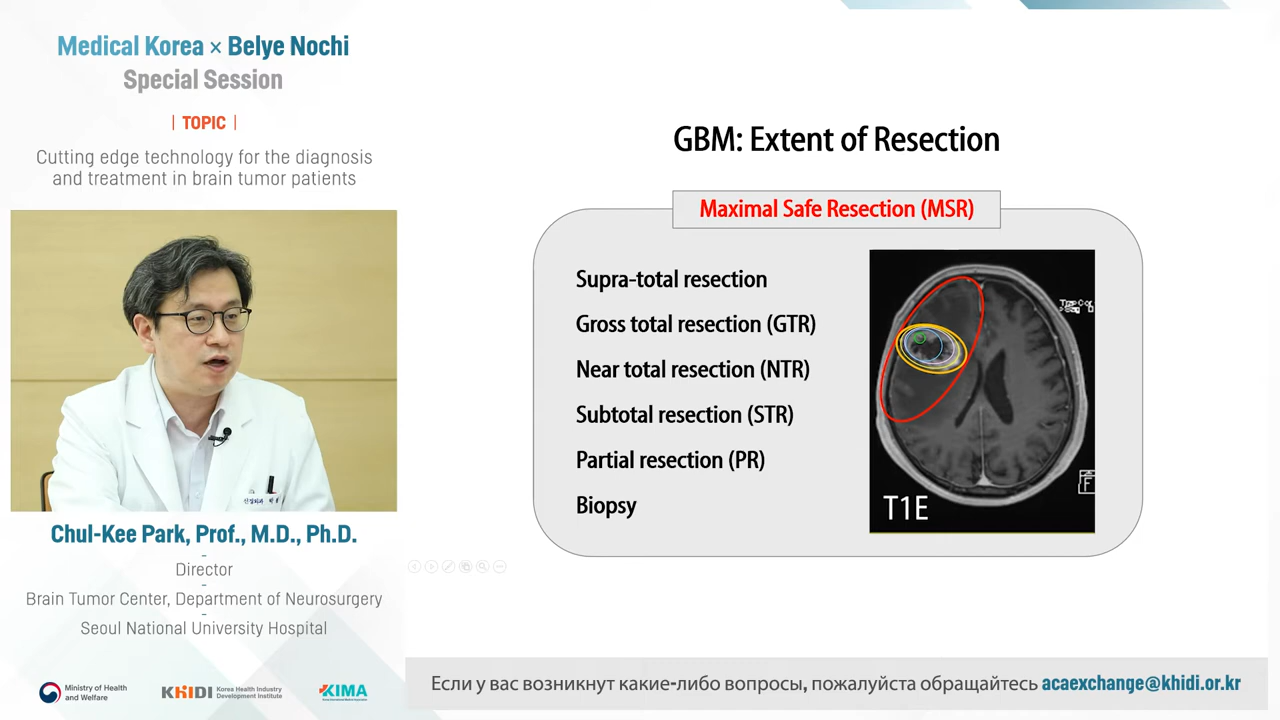 Medical Korea × Belye Nochi
Special Session
| TOPIC |
Cutting edge technology for the diagnosis
and treatment in brain tumor patients
Chul-Kee Park, Prof., M.D., Ph.D.
-
Director
-
Brain Tumor Center, Department of Neurosurgery
-
Seoul National University Hospital
Ministry of Health
and Welfare
KHIDI Korea Health Industry
Development Institute
KIMA
GBM: Extent of Resection
Maximal Safe Resection (MSR)
Supra-total resection
Gross total resection (GTR)
Near total resection (NTR)
Subtotal resection (STR)
Partial resection (PR)
Biopsy
T1E
F
Если у вас возникнут какие-либо вопросы, пожалуйста обращайтесь acaexchange@khidi.or.kr